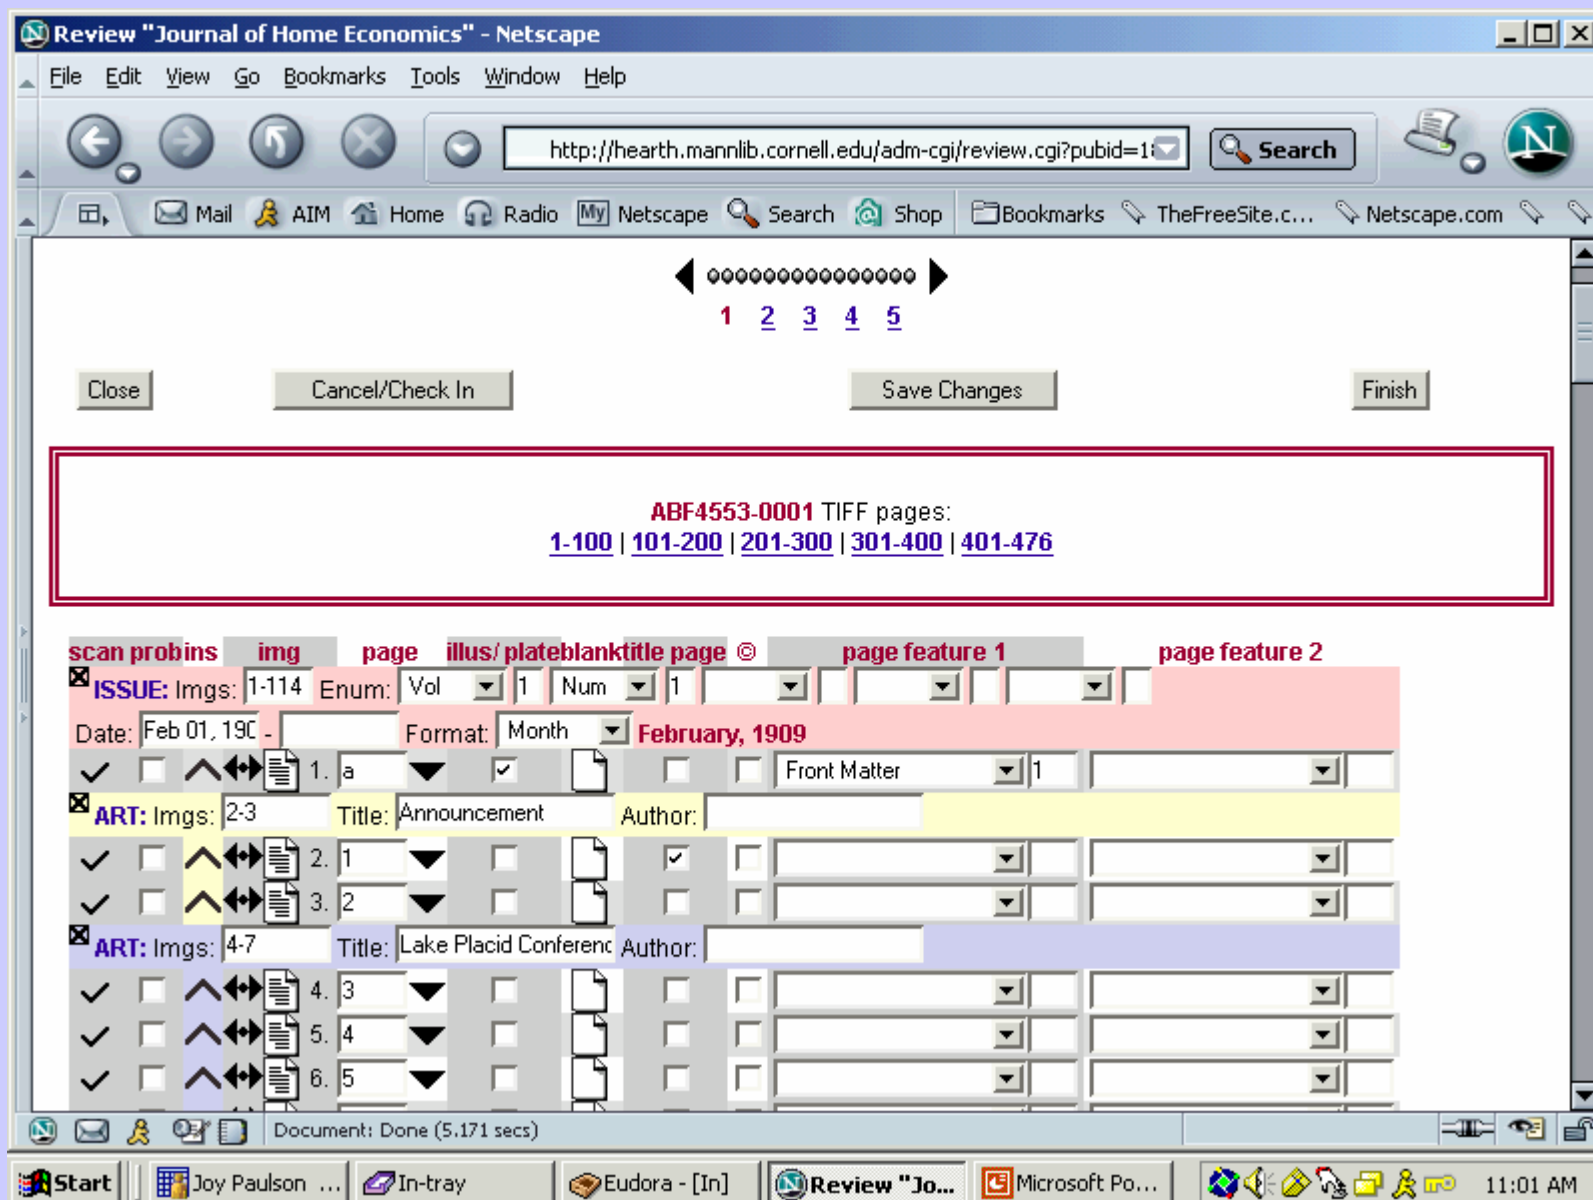 Review "Journal of Home Economics" - Netscape
File Edit View Go Bookmarks Tools Window Help
http://hearth.mannlib.cornell.edu/adm-cgi/review.cgi?pubid=1 Search N
Mail AIM Home Radio My Netscape Search Shop Bookmarks TheFreeSite.c... Netscape.com
1 2 3 4 5
Close Cancel/Check In Save Changes Finish
ABF4553-0001 TIFF pages:
1-100 | 101-200 | 201-300 | 301-400 | 401-476
scan prob ins img page illus/ plate blank title page © page feature 1 page feature 2
ISSUE: Imgs: 1-114 Enum: Vol 1 Num 1
Date: Feb 01, 190 - Format: Month February, 1909
1. a Front Matter 1
ART: Imgs: 2-3 Title: Announcement Author:
2. 1
3. 2
ART: Imgs: 4-7 Title: Lake Placid Conferenc Author:
4. 3
5. 4
6. 5
Document: Done (5.171 secs)
Start Joy Paulson ... In-tray Eudora - [In] Review "Jo... Microsoft Po... 11:01 AM